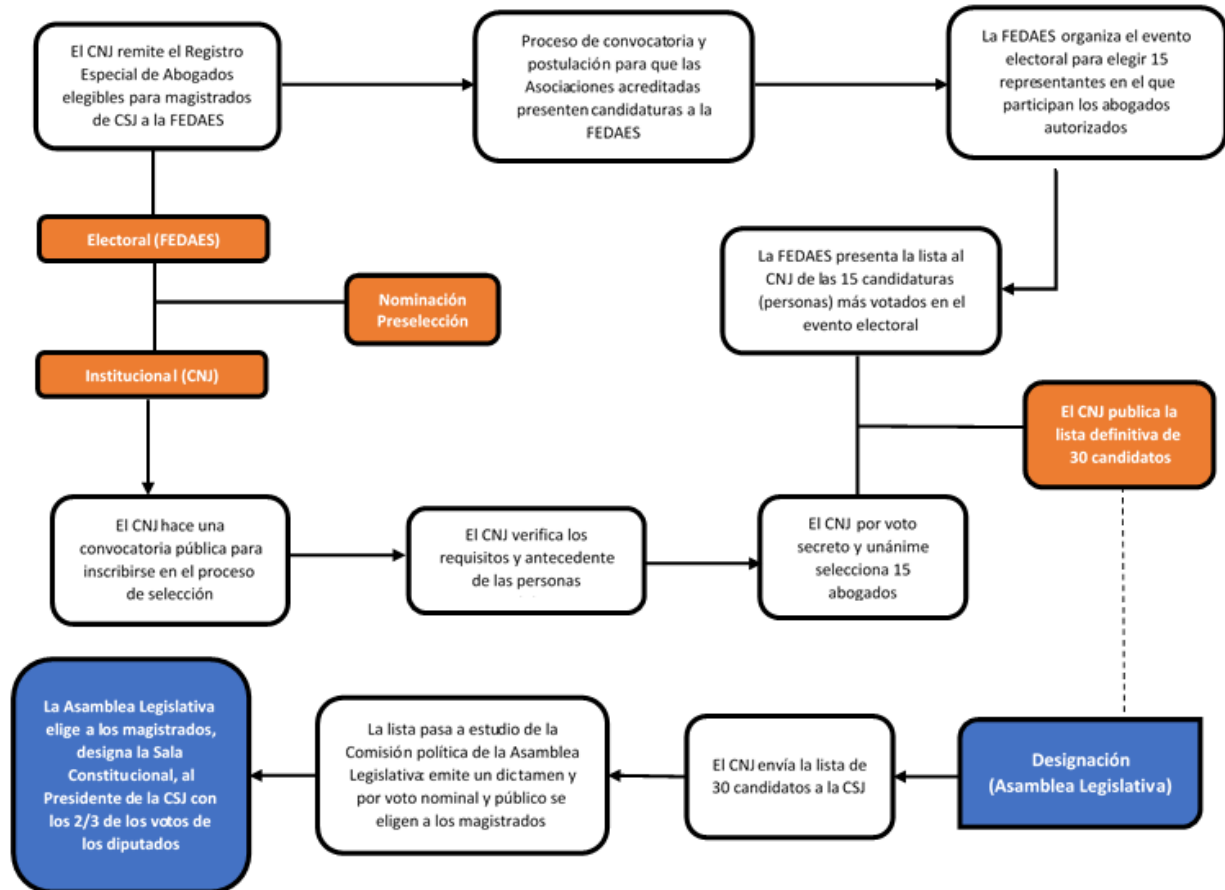 El CNJ remite el Registro
Especial de Abogados
elegibles para magistrados
de CSJ a la FEDAES
Proceso de convocatoria y
postulación para que las
Asociaciones acreditadas
presenten candidaturas a la
FEDAES
La FEDAES organiza el evento
electoral para elegir 15
representantes en el que
participan los abogados
autorizados
Electoral (FEDAES)
Nominación
Preselección
Institucional (CNJ)
La FEDAES presenta la lista al
CNJ de las 15 candidaturas
(personas) más votados en el
evento electoral
El CNJ publica la
lista definitiva de
30 candidatos
El CNJ hace una
convocatoria pública para
inscribirse en el proceso
de selección
El CNJ verifica los
requisitos y antecedente
de las personas
El CNJ por voto
secreto y unánime
selecciona 15
abogados
La Asamblea Legislativa
elige a los magistrados,
designa la Sala
Constitucional, al
Presidente de la CSJ con
los 2/3 de los votos de
los diputados
La lista pasa a estudio de la
Comisión política de la Asamblea
Legislativa: emite un dictamen y
por voto nominal y público se
eligen a los magistrados
El CNJ envía la lista de
30 candidatos a la CSJ
Designación
(Asamblea Legislativa)